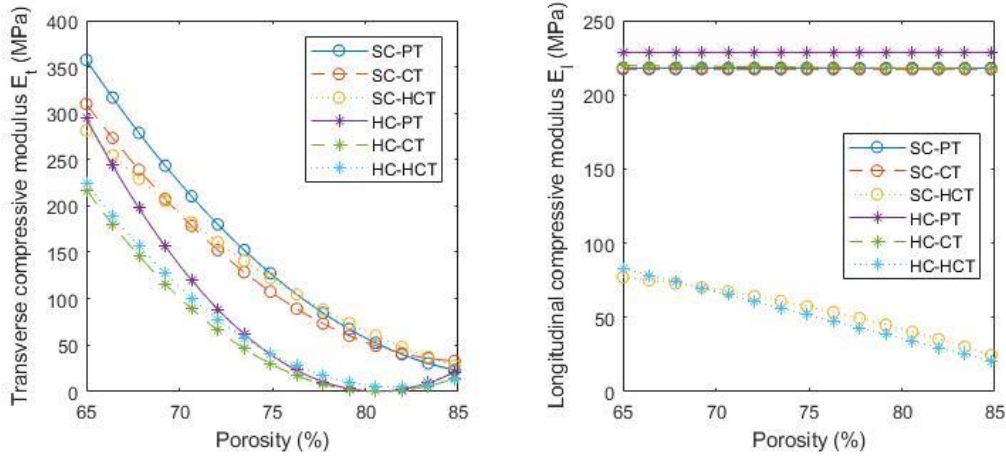 Transverse compressive modulus E_t (MPa)
400
350
300
250
200
150
100
50
0
65
70
75
80
85
Porosity (%)
SC-PT
SC-CT
SC-HCT
HC-PT
HC-CT
HC-HCT
Longitudinal compressive modulus E_l (MPa)
250
200
150
100
50
0
65
70
75
80
85
Porosity (%)
SC-PT
SC-CT
SC-HCT
HC-PT
HC-CT
HC-HCT